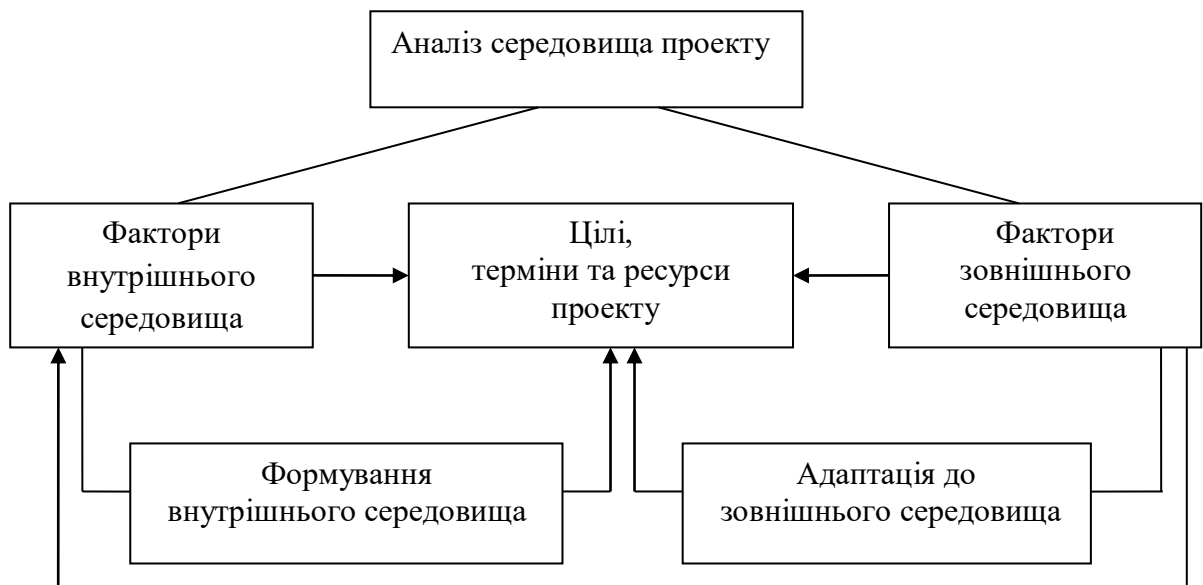 Аналіз середовища проекту
Фактори
внутрішнього
середовища
Цілі,
терміни та ресурси
проекту
Фактори
зовнішнього
середовища
Формування
внутрішнього середовища
Адаптація до
зовнішнього середовища